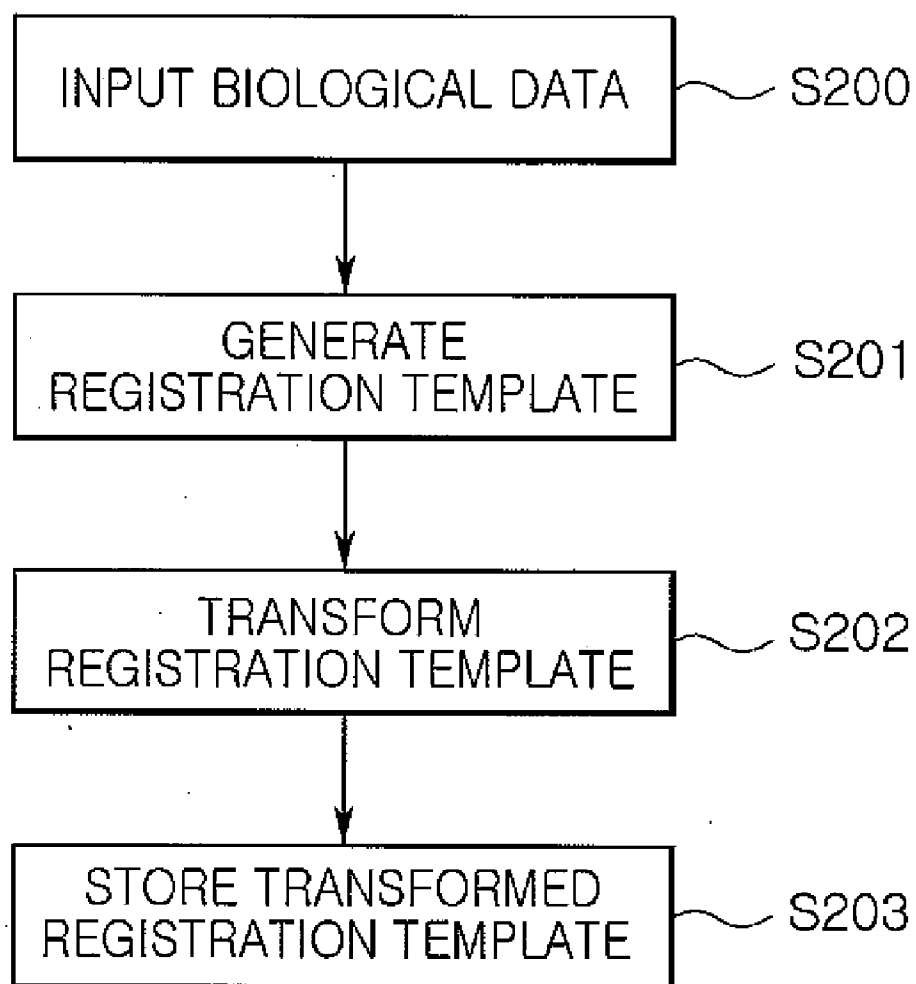 INPUT BIOLOGICAL DATA
S200
GENERATE
REGISTRATION TEMPLATE
S201
TRANSFORM
REGISTRATION TEMPLATE
S202
STORE TRANSFORMED
REGISTRATION TEMPLATE
S203